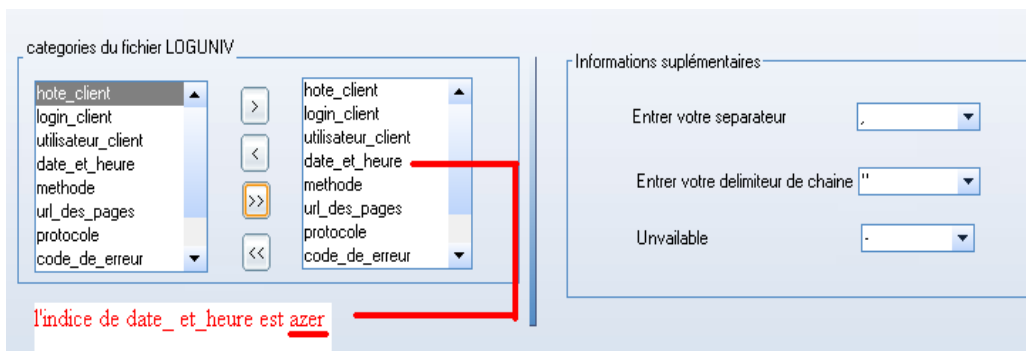 categories du fichier LOGUNIV
hote_client
login_client
utilisateur_client
date_et_heure
methode
url_des_pages
protocole
code_de_erreur
>
<
>>
<<
hote_client
login_client
utilisateur_client
date_et_heure
methode
url_des_pages
protocole
code_de_erreur
l'indice de date_ et_heure est azer
Informations suplémentaires
Entrer votre separateur ,
Entrer votre delimiteur de chaine "
Unvailable -